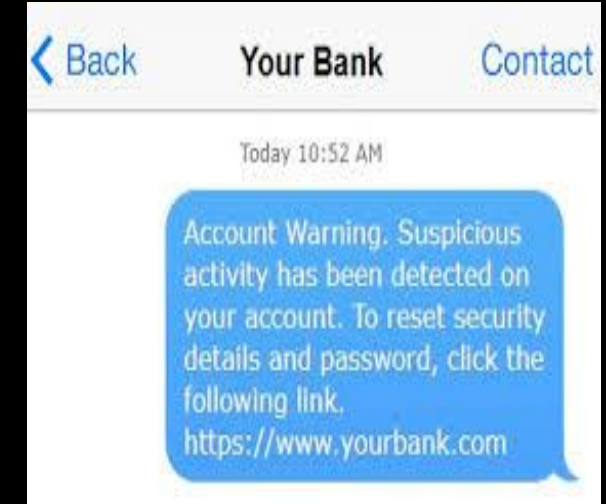 Back Your Bank Contact
Today 10:52 AM
Account Warning. Suspicious
activity has been detected on
your account. To reset security
details and password, click the
following link.
https://www.yourbank.com